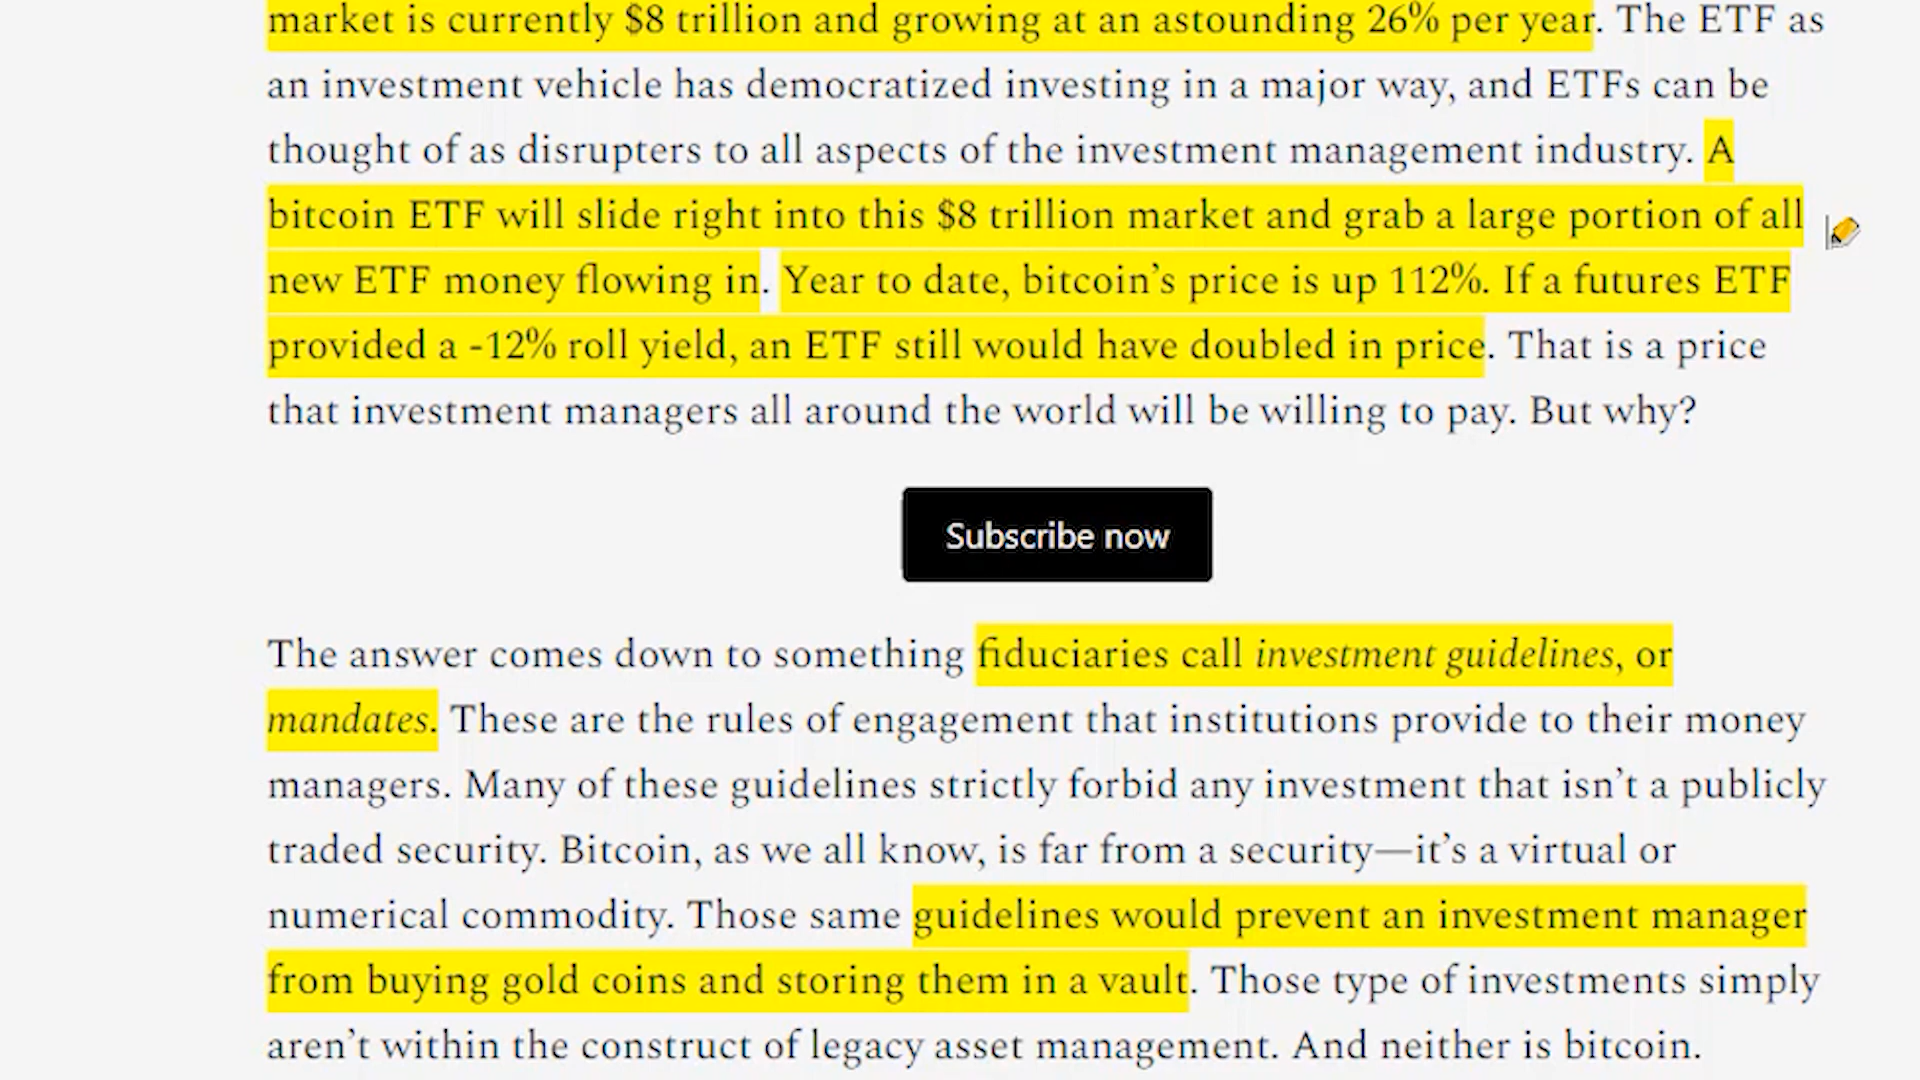 market is currently $8 trillion and growing at an astounding 26% per year. The ETF as
an investment vehicle has democratized investing in a major way, and ETFs can be
thought of as disrupters to all aspects of the investment management industry. A
bitcoin ETF will slide right into this $8 trillion market and grab a large portion of all
new ETF money flowing in. Year to date, bitcoin’s price is up 112%. If a futures ETF
provided a -12% roll yield, an ETF still would have doubled in price. That is a price
that investment managers all around the world will be willing to pay. But why?
Subscribe now
The answer comes down to something fiduciaries call investment guidelines, or
mandates. These are the rules of engagement that institutions provide to their money
managers. Many of these guidelines strictly forbid any investment that isn’t a publicly
traded security. Bitcoin, as we all know, is far from a security—it’s a virtual or
numerical commodity. Those same guidelines would prevent an investment manager
from buying gold coins and storing them in a vault. Those type of investments simply
aren’t within the construct of legacy asset management. And neither is bitcoin.